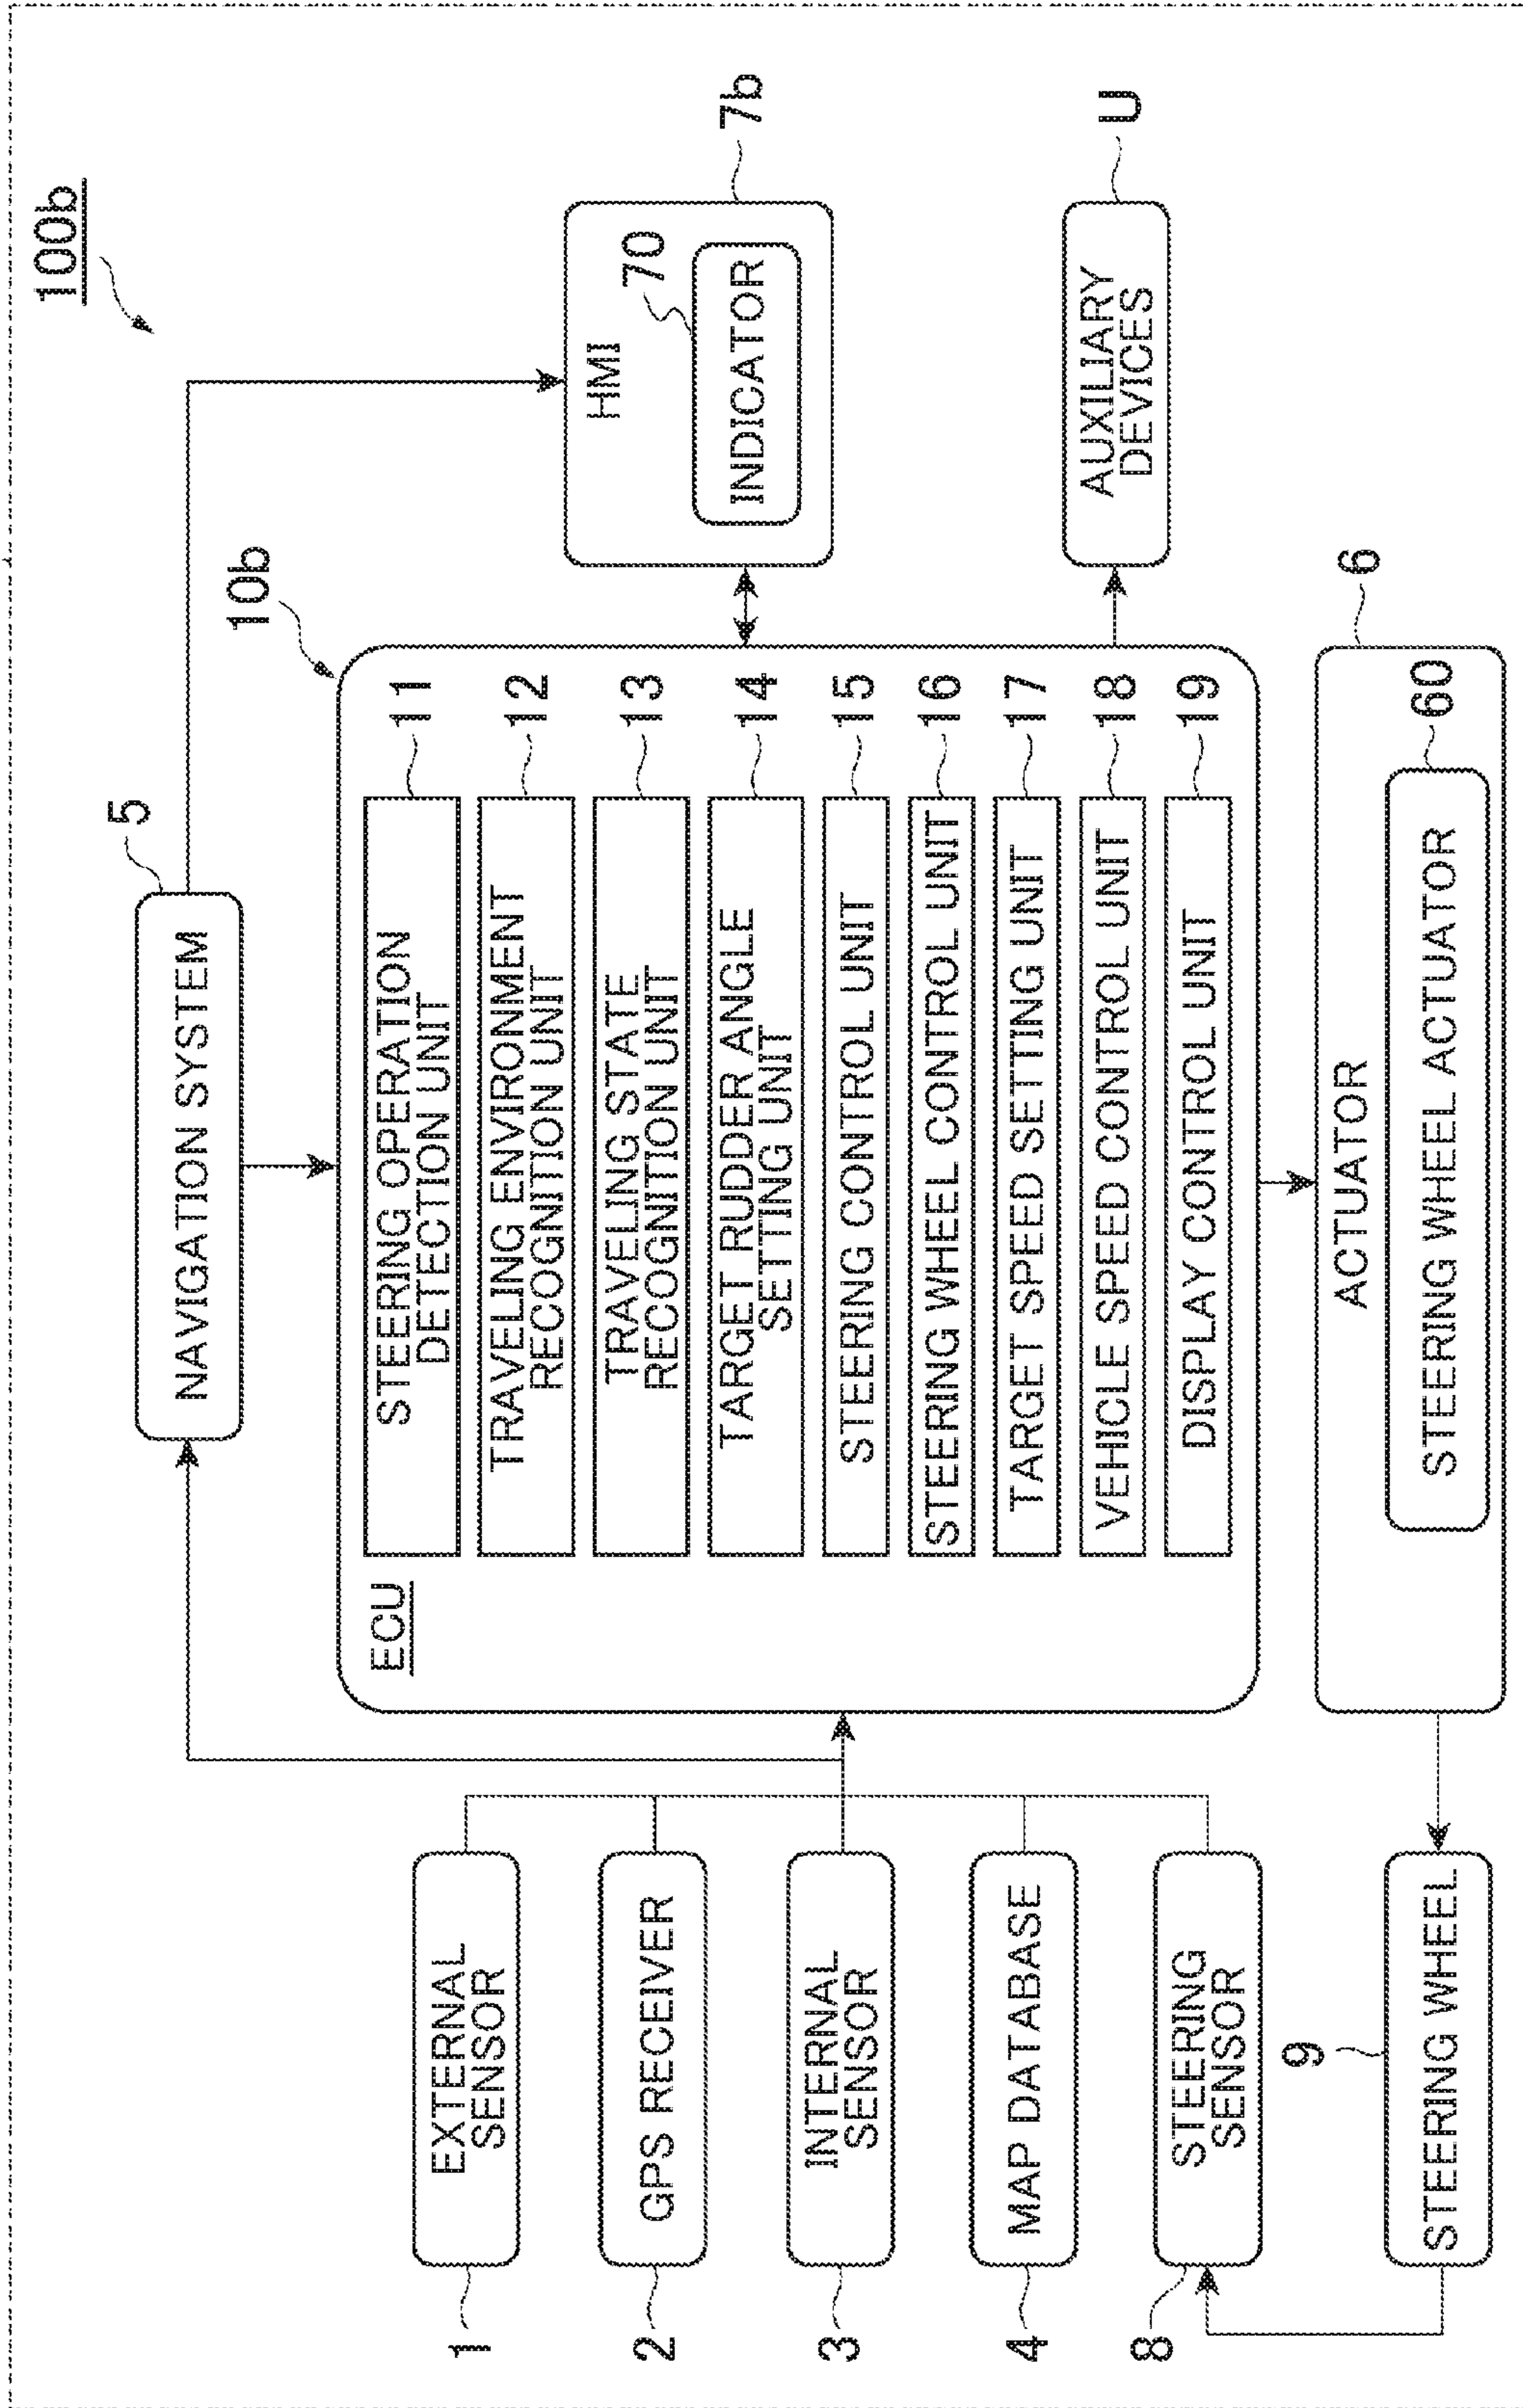 100b
5
NAVIGATION SYSTEM
10b
1
EXTERNAL
SENSOR
2
GPS RECEIVER
3
INTERNAL
SENSOR
4
MAP DATABASE
8
STEERING
SENSOR
9
STEERING WHEEL
ECU
STEERING OPERATION
DETECTION UNIT
11
TRAVELING ENVIRONMENT
RECOGNITION UNIT
12
TRAVELING STATE
RECOGNITION UNIT
13
TARGET RUDDER ANGLE
SETTING UNIT
14
STEERING CONTROL UNIT
15
STEERING WHEEL CONTROL UNIT
16
TARGET SPEED SETTING UNIT
17
VEHICLE SPEED CONTROL UNIT
18
DISPLAY CONTROL UNIT
19
HMI
70
INDICATOR
7b
AUXILIARY
DEVICES
U
6
ACTUATOR
60
STEERING WHEEL ACTUATOR